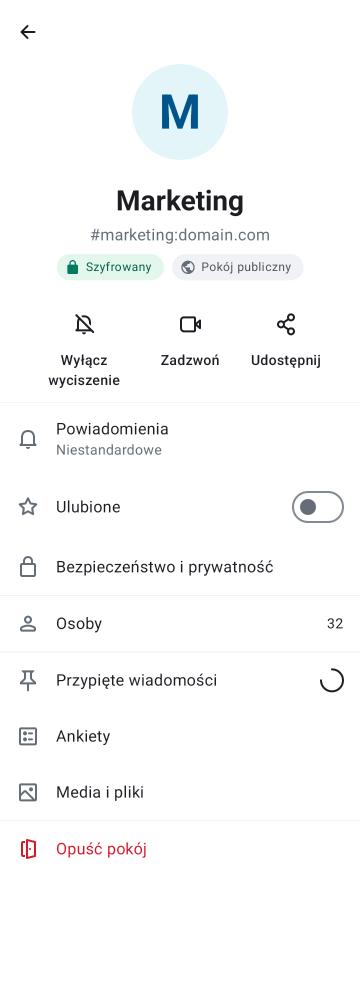 M
Marketing
#marketing:domain.com
Szyfrowany
Pokój publiczny
Wyłącz
wyciszenie
Zadzwoń
Udostępnij
Powiadomienia
Niestandardowe
Ulubione
Bezpieczeństwo i prywatność
Osoby
32
Przypięte wiadomości
Ankiety
Media i pliki
Opuść pokój